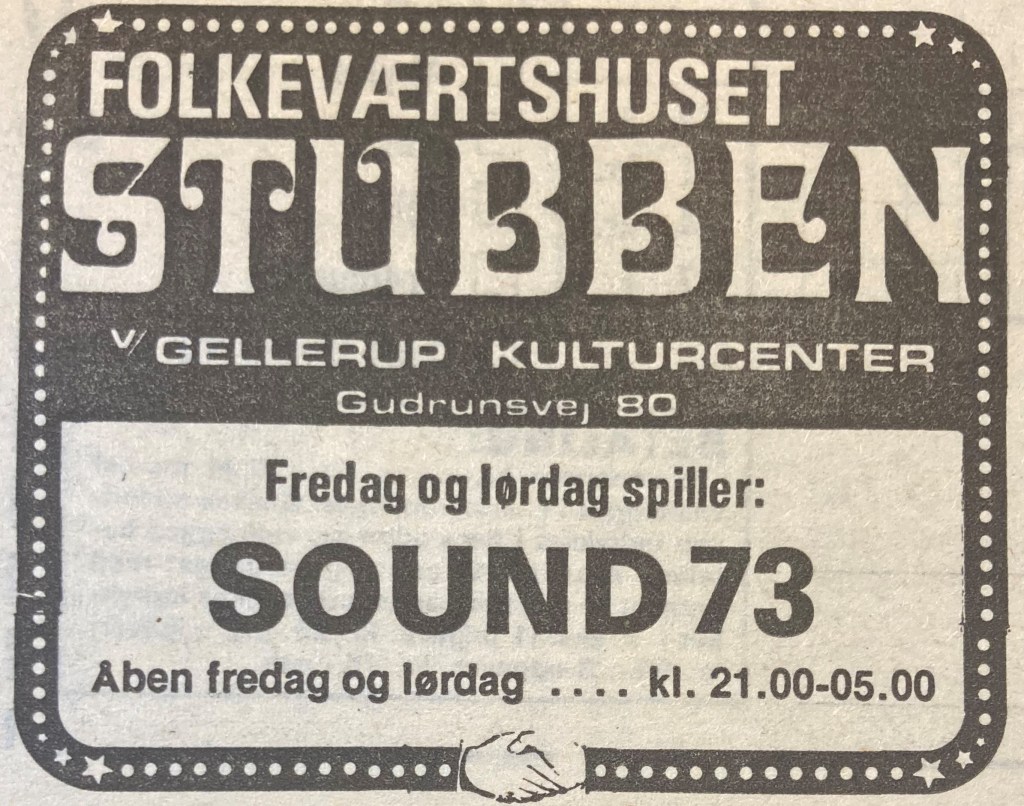 FOLKEVÆRTSHUSET
STUBBEN
v/ GELLERUP KULTURCENTER
Gudrunsvej 80
Fredag og lørdag spiller:
SOUND 73
Åben fredag og lørdag .... kl. 21.00-05.00